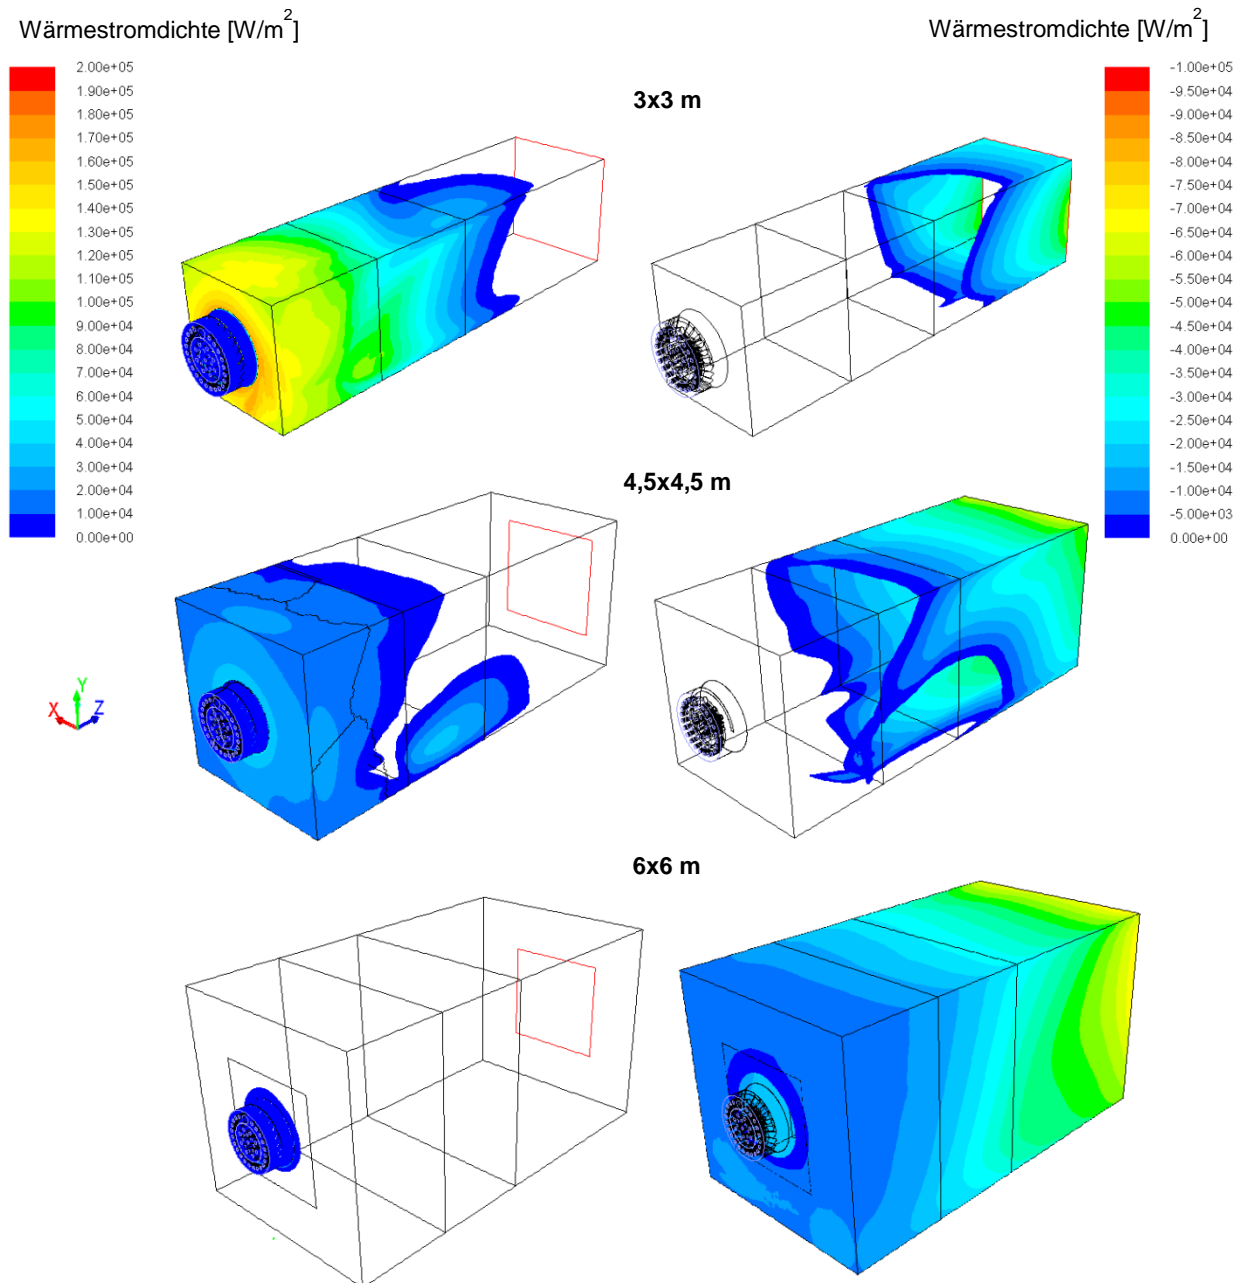 Wärmestromdichte [W/m²]
Wärmestromdichte [W/m²]
2.00e+05
1.90e+05
1.80e+05
1.70e+05
1.60e+05
1.50e+05
1.40e+05
1.30e+05
1.20e+05
1.10e+05
1.00e+05
9.00e+04
8.00e+04
7.00e+04
6.00e+04
5.00e+04
4.00e+04
3.00e+04
2.00e+04
1.00e+04
0.00e+00
-1.00e+05
-9.50e+04
-9.00e+04
-8.50e+04
-8.00e+04
-7.50e+04
-7.00e+04
-6.50e+04
-6.00e+04
-5.50e+04
-5.00e+04
-4.50e+04
-4.00e+04
-3.50e+04
-3.00e+04
-2.50e+04
-2.00e+04
-1.50e+04
-1.00e+04
-5.00e+03
0.00e+00
3x3 m
4,5x4,5 m
Y
X Z
6x6 m